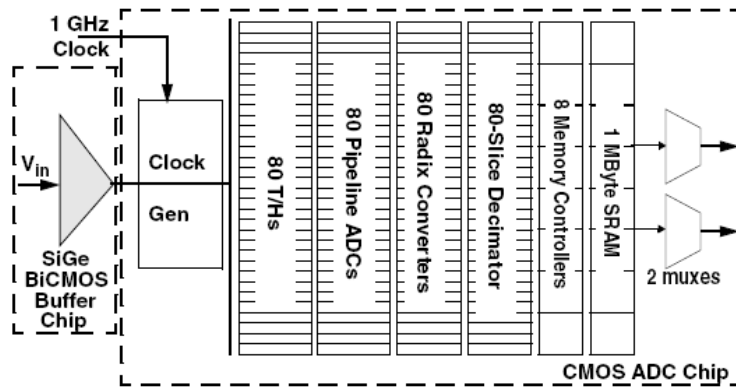 1 GHz
Clock
V_in
SiGe
BiCMOS
Buffer
Chip
Clock
Gen
80 T/Hs
80 Pipeline ADCs
80 Radix Converters
80-Slice Decimator
8 Memory Controllers
1 MByte SRAM
2 muxes
CMOS ADC Chip